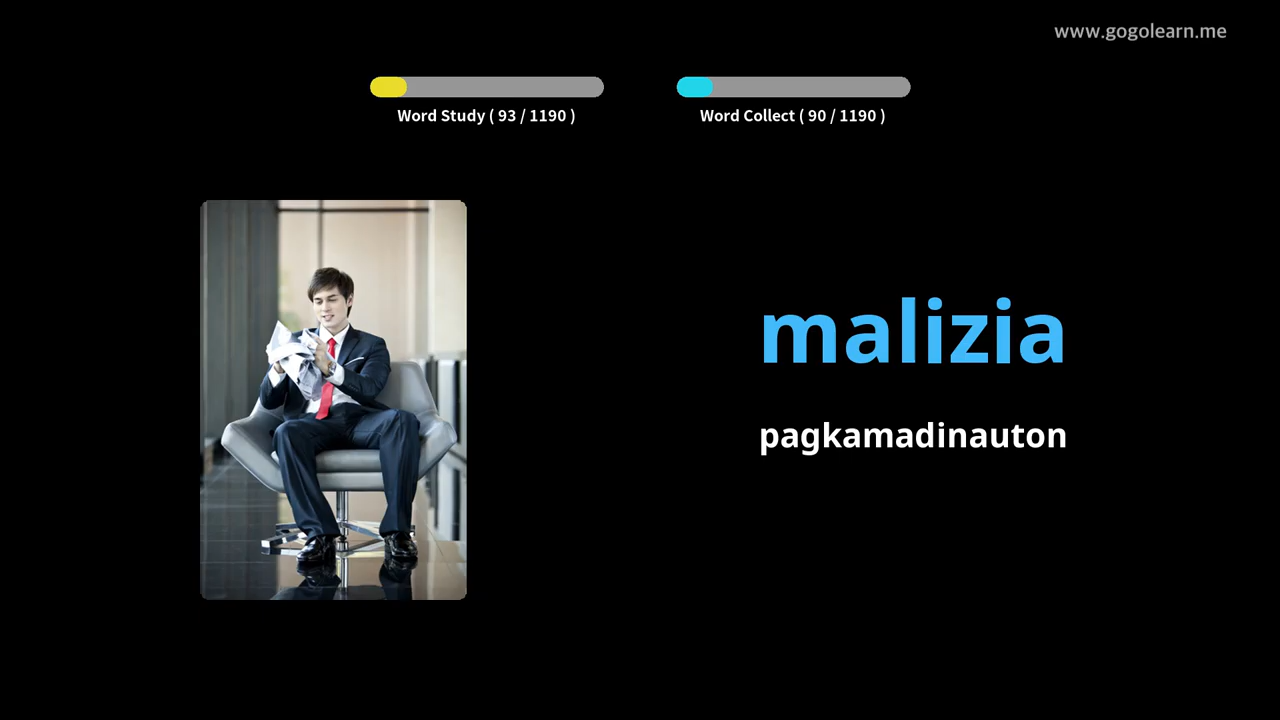 www.gogolearn.me
Word Study ( 93 / 1190 )
Word Collect ( 90 / 1190 )
malizia
pagkamadinauton